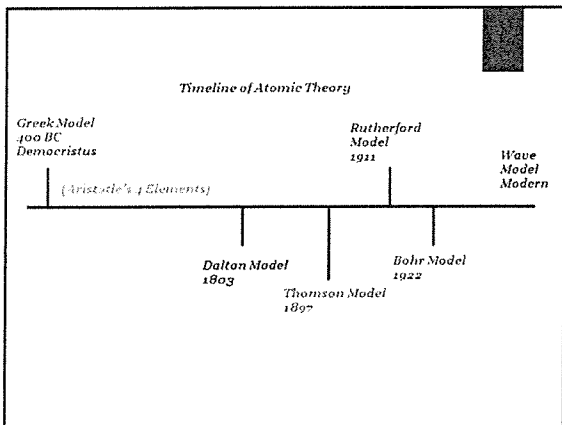 Timeline of Atomic Theory
Greek Model
400 BC
Democristus
(Aristotle's 4 Elements)
Rutherford
Model
1911
Wave
Model
Modern
Dalton Model
1803
Thomson Model
1897
Bohr Model
1922